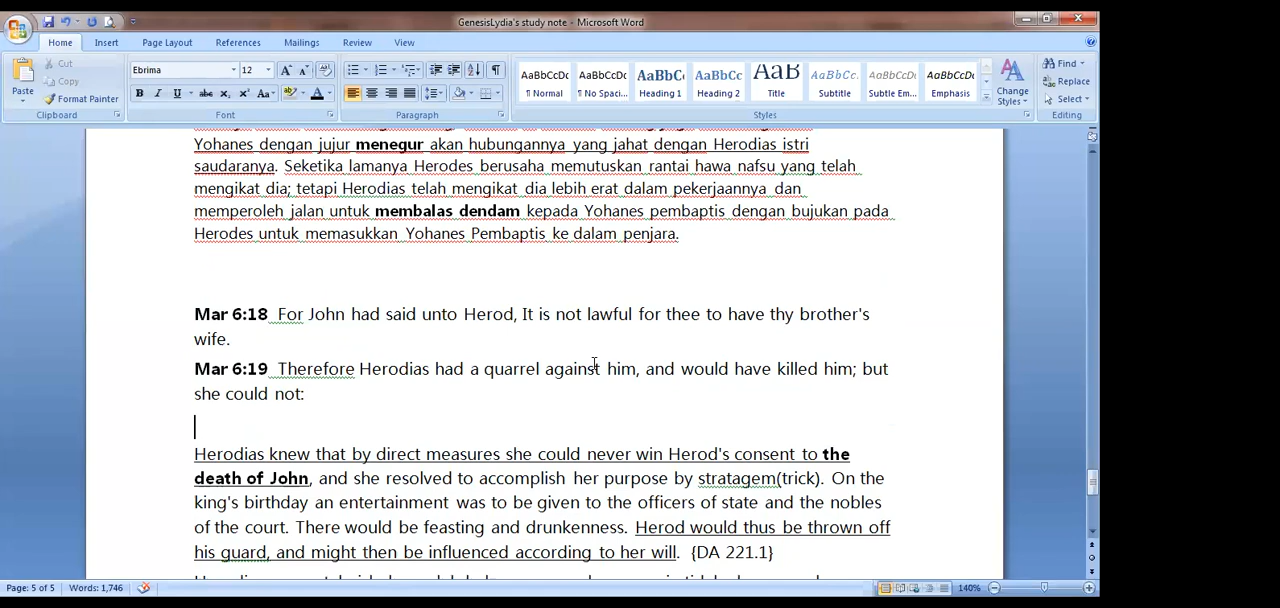 GenesisLydia's study note - Microsoft Word
Home Insert Page Layout References Mailings Review View
Cut
Copy
Paste
Format Painter
Clipboard
Ebrima 12
Font
Paragraph
AaBbCcDc AaBbCcDc AaBbCc AaBbCc AaB AaBbCc. AaBbCcDc AaBbCcDc
¶ Normal ¶ No Spaci... Heading 1 Heading 2 Title Subtitle Subtle Em... Emphasis
Styles
Change Styles
Find
Replace
Select
Editing
Yohanes dengan jujur menegur akan hubungannya yang jahat dengan Herodias istri
saudaranya. Seketika lamanya Herodes berusaha memutuskan rantai hawa nafsu yang telah
mengikat dia; tetapi Herodias telah mengikat dia lebih erat dalam pekerjaannya dan
memperoleh jalan untuk membalas dendam kepada Yohanes pembaptis dengan bujukan pada
Herodes untuk memasukkan Yohanes Pembaptis ke dalam penjara.
Mar 6:18 For John had said unto Herod, It is not lawful for thee to have thy brother's
wife.
Mar 6:19 Therefore Herodias had a quarrel against him, and would have killed him; but
she could not:
Herodias knew that by direct measures she could never win Herod's consent to the
death of John, and she resolved to accomplish her purpose by stratagem(trick). On the
king's birthday an entertainment was to be given to the officers of state and the nobles
of the court. There would be feasting and drunkenness. Herod would thus be thrown off
his guard, and might then be influenced according to her will. {DA 221.1}
Page: 5 of 5 Words: 1,746 140%